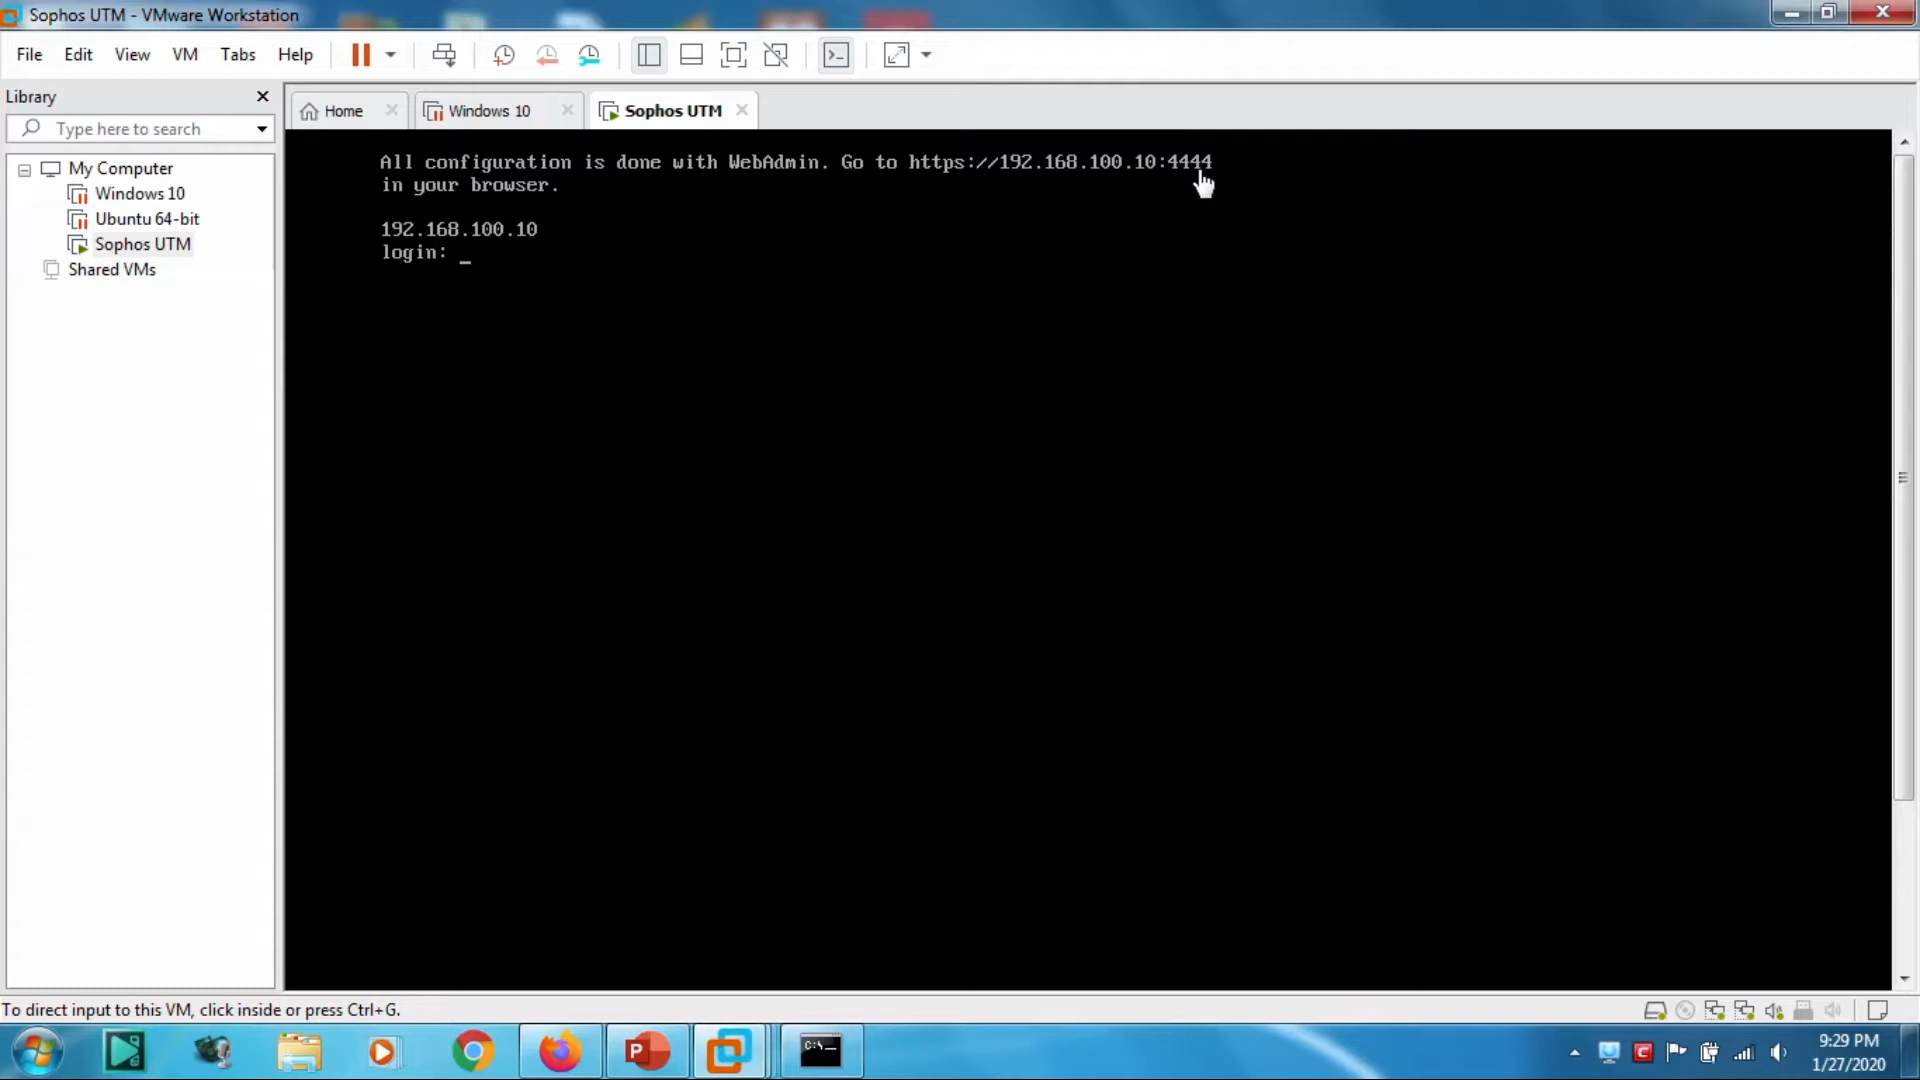 Sophos UTM - VMware Workstation
File Edit View VM Tabs Help
Library
Type here to search
My Computer
Windows 10
Ubuntu 64-bit
Sophos UTM
Shared VMs
Home
Windows 10
Sophos UTM
All configuration is done with WebAdmin. Go to https://192.168.100.10:4444
in your browser.
192.168.100.10
login: _
To direct input to this VM, click inside or press Ctrl+G.
P
C:\_
C
9:29 PM
1/27/2020